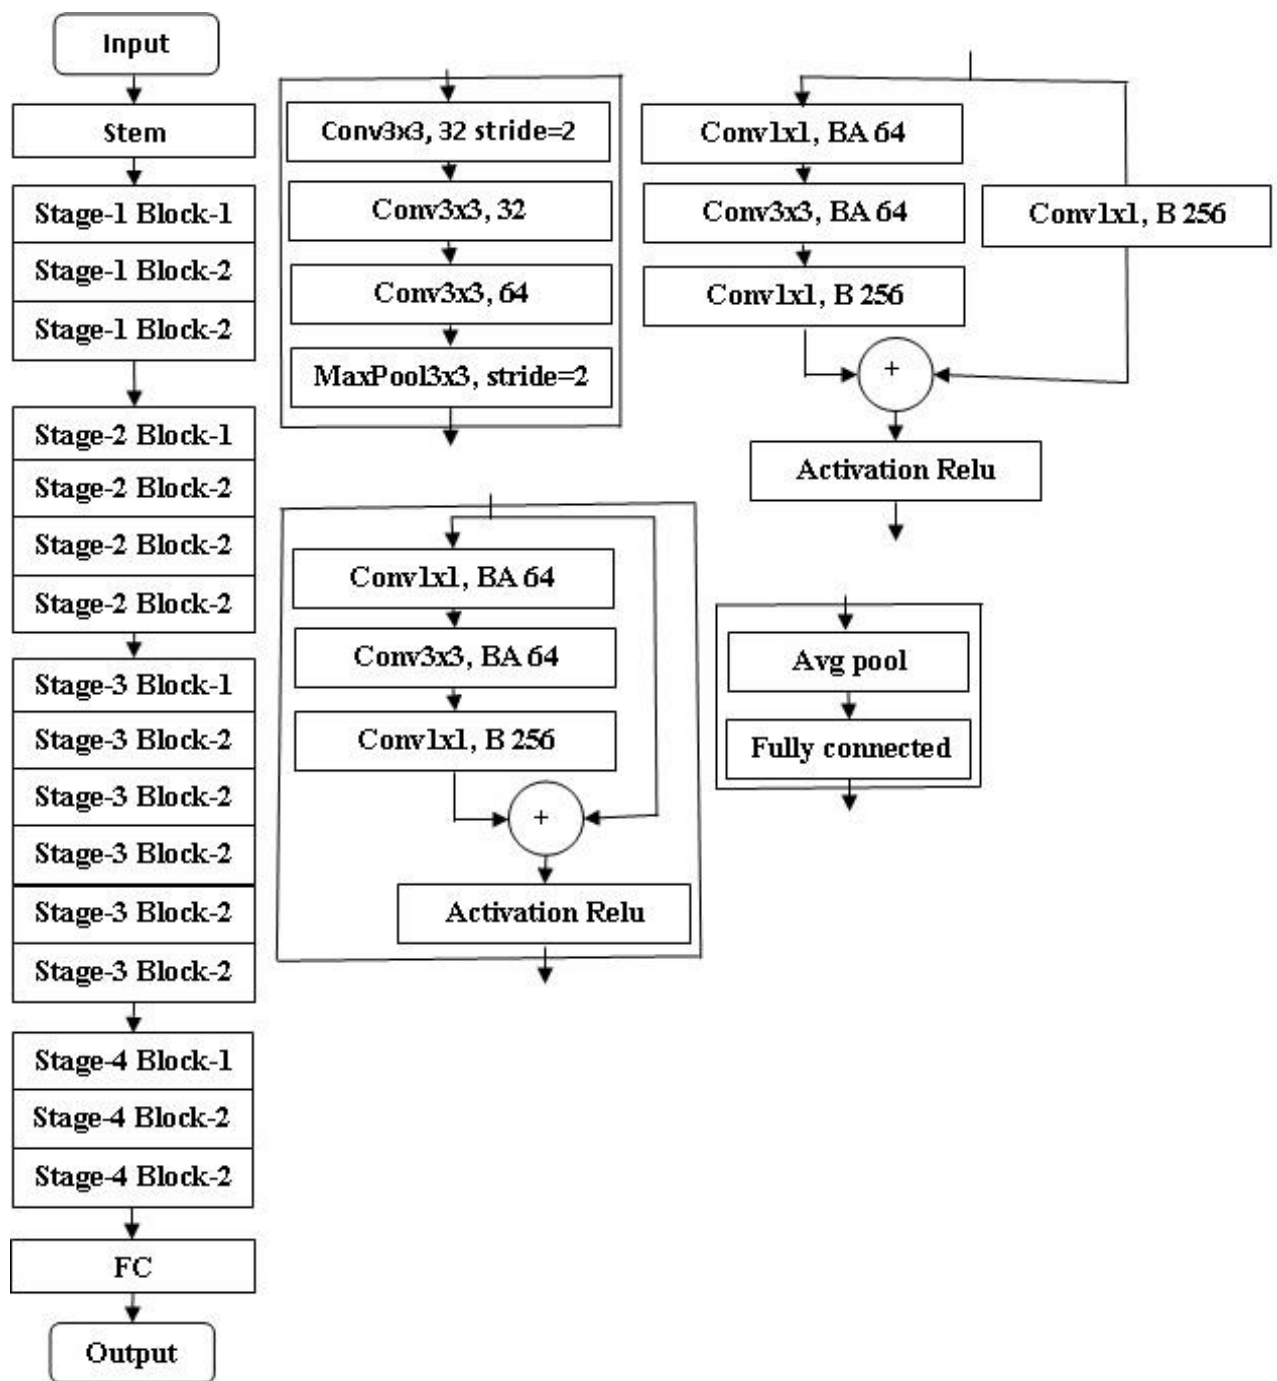 Input
Stem
Stage-1 Block-1
Stage-1 Block-2
Stage-1 Block-2
Stage-2 Block-1
Stage-2 Block-2
Stage-2 Block-2
Stage-2 Block-2
Stage-3 Block-1
Stage-3 Block-2
Stage-3 Block-2
Stage-3 Block-2
Stage-3 Block-2
Stage-3 Block-2
Stage-4 Block-1
Stage-4 Block-2
Stage-4 Block-2
FC
Output
Conv3x3, 32 stride=2
Conv3x3, 32
Conv3x3, 64
MaxPool3x3, stride=2
Conv1x1, BA 64
Conv3x3, BA 64
Conv1x1, B 256
Conv1x1, B 256
+
Activation Relu
Conv1x1, BA 64
Conv3x3, BA 64
Conv1x1, B 256
+
Activation Relu
Avg pool
Fully connected